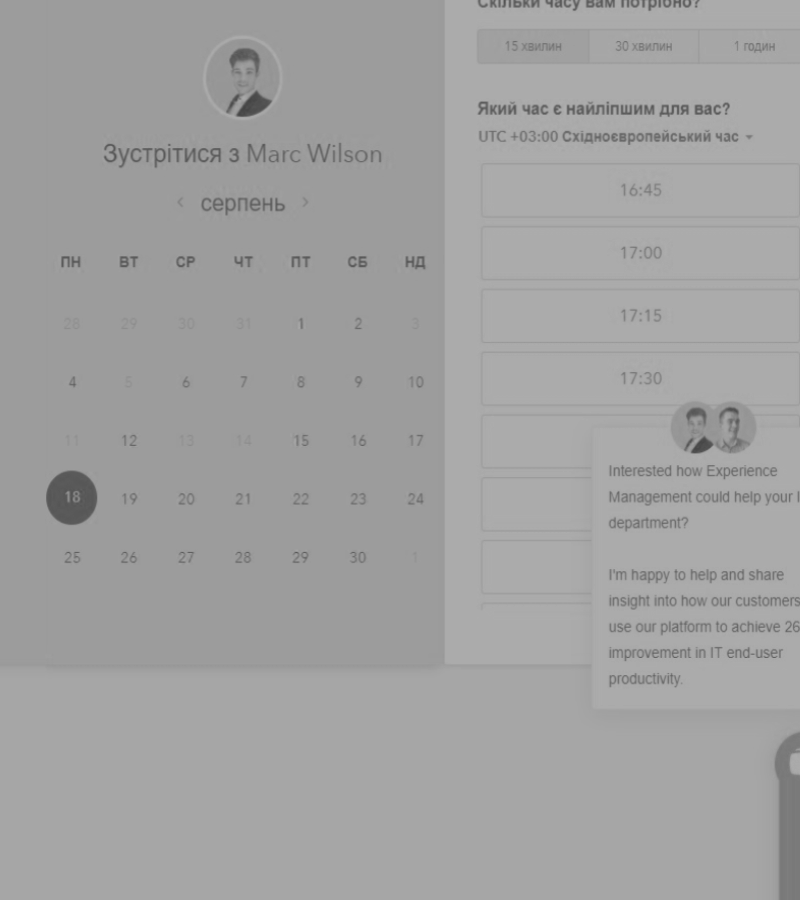 Зустрітися з Marc Wilson
серпень
ПН ВТ СР ЧТ ПТ СБ НД
28 29 30 31 1 2 3
4 5 6 7 8 9 10
11 12 13 14 15 16 17
18 19 20 21 22 23 24
25 26 27 28 29 30 1
Скільки часу вам потрібно?
15 хвилин 30 хвилин 1 годин
Який час є найліпшим для вас?
UTC +03:00 Східноєвропейський час
16:45
17:00
17:15
17:30
Interested how Experience
Management could help your
department?
I'm happy to help and share
insight into how our customers
use our platform to achieve 26
improvement in IT end-user
productivity.